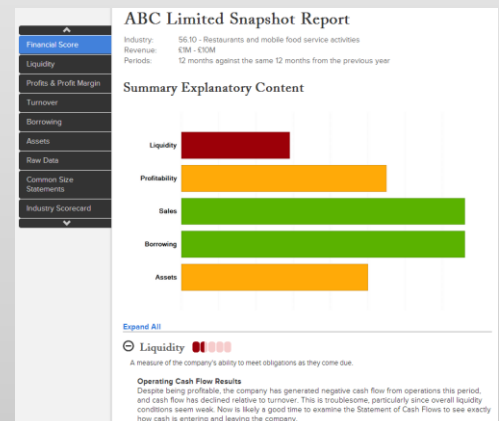 ABC Limited Snapshot Report
Industry: 56.10 - Restaurants and mobile food service activities
Revenue: £1M - £10M
Periods: 12 months against the same 12 months from the previous year
Financial Score
Liquidity
Profits & Profit Margin
Turnover
Borrowing
Assets
Raw Data
Common Size
Statements
Industry Scorecard
Summary Explanatory Content
Liquidity
Profitability
Sales
Borrowing
Assets
Expand All
Liquidity
A measure of the company's ability to meet obligations as they come due.
Operating Cash Flow Results
Despite being profitable, the company has generated negative cash flow from operations this period,
and cash flow has declined relative to turnover. This is troublesome, particularly since overall liquidity
conditions seem weak. Now is likely a good time to examine the Statement of Cash Flows to see exactly
how cash is entering and leaving the company.